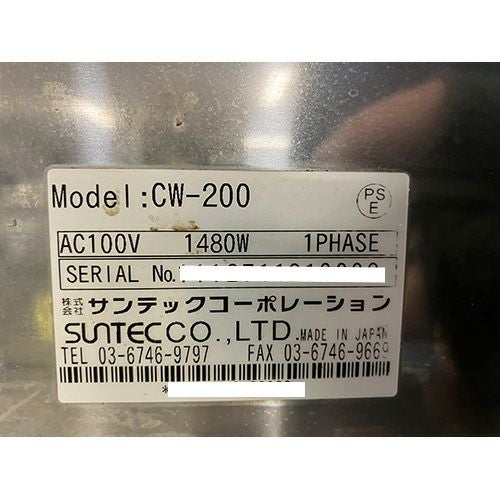 Model:CW-200
PS
E
AC100V 1480W 1PHASE
SERIAL No.
株式会社 サンテックコーポレーション
SUNTEC CO.,LTD. MADE IN JAPAN
TEL 03-6746-9797 FAX 03-6746-9669